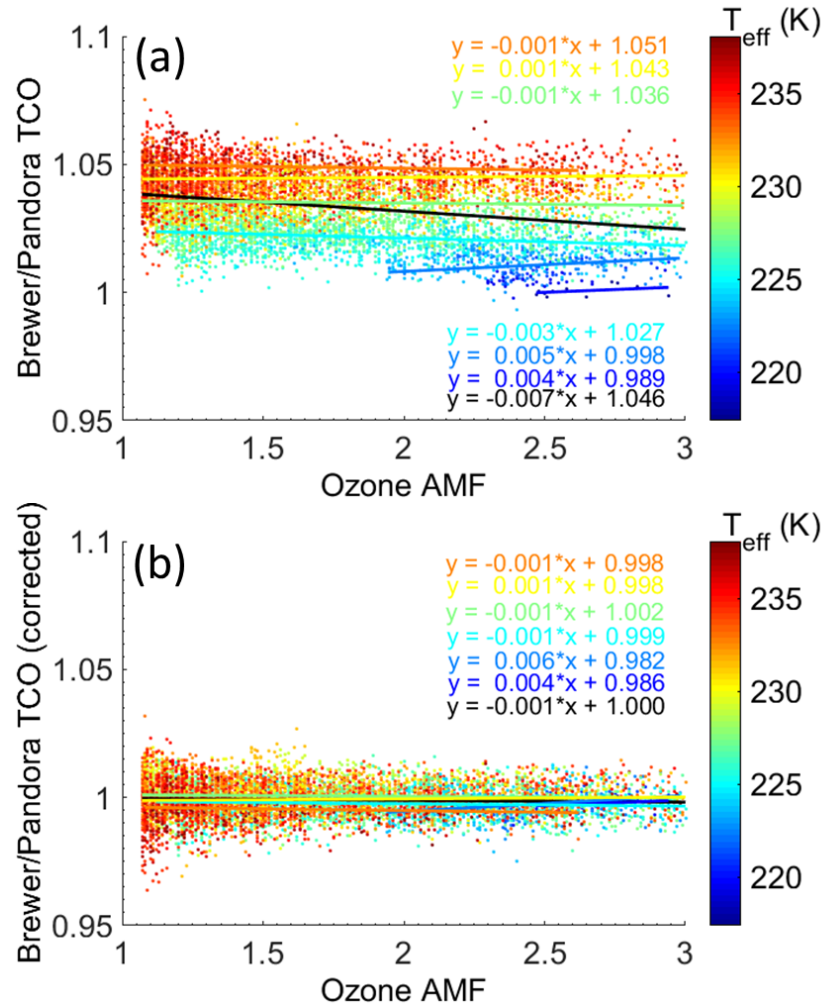 (a)
T_eff (K)
1.1
1.05
1
0.95
Brewer/Pandora TCO
y = -0.001*x + 1.051
y = 0.001*x + 1.043
y = -0.001*x + 1.036
y = -0.003*x + 1.027
y = 0.005*x + 0.998
y = 0.004*x + 0.989
y = -0.007*x + 1.046
235
230
225
220
1 1.5 2 2.5 3
Ozone AMF
(b)
T_eff (K)
1.1
1.05
1
0.95
Brewer/Pandora TCO (corrected)
y = -0.001*x + 0.998
y = 0.001*x + 0.998
y = -0.001*x + 1.002
y = -0.001*x + 0.999
y = 0.006*x + 0.982
y = 0.004*x + 0.986
y = -0.001*x + 1.000
235
230
225
220
1 1.5 2 2.5 3
Ozone AMF